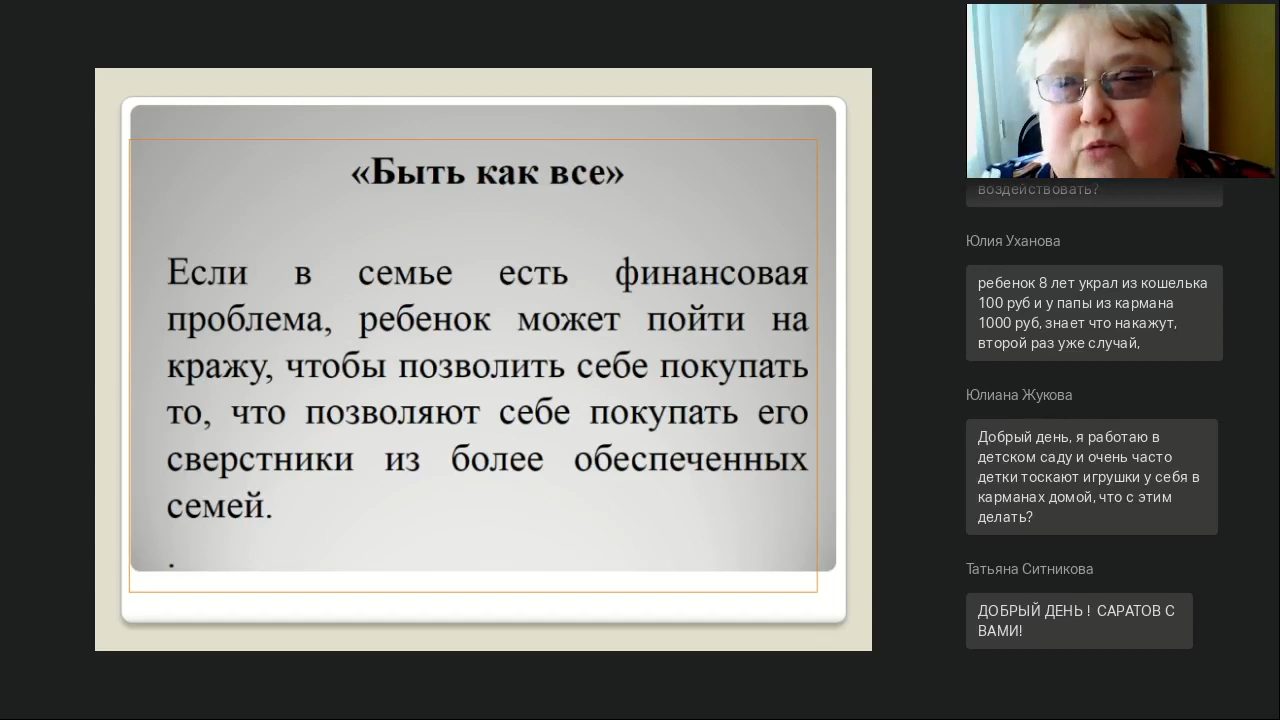 «Быть как все»
Если в семье есть финансовая
проблема, ребенок может пойти на
кражу, чтобы позволить себе покупать
то, что позволяют себе покупать его
сверстники из более обеспеченных
семей.
.
воздействовать?
Юлия Уханова
ребенок 8 лет украл из кошелька
100 руб и у папы из кармана
1000 руб, знает что накажут,
второй раз уже случай,
Юлиана Жукова
Добрый день, я работаю в
детском саду и очень часто
детки тоскают игрушки у себя в
карманах домой, что с этим
делать?
Татьяна Ситникова
ДОБРЫЙ ДЕНЬ ! САРАТОВ С
ВАМИ!